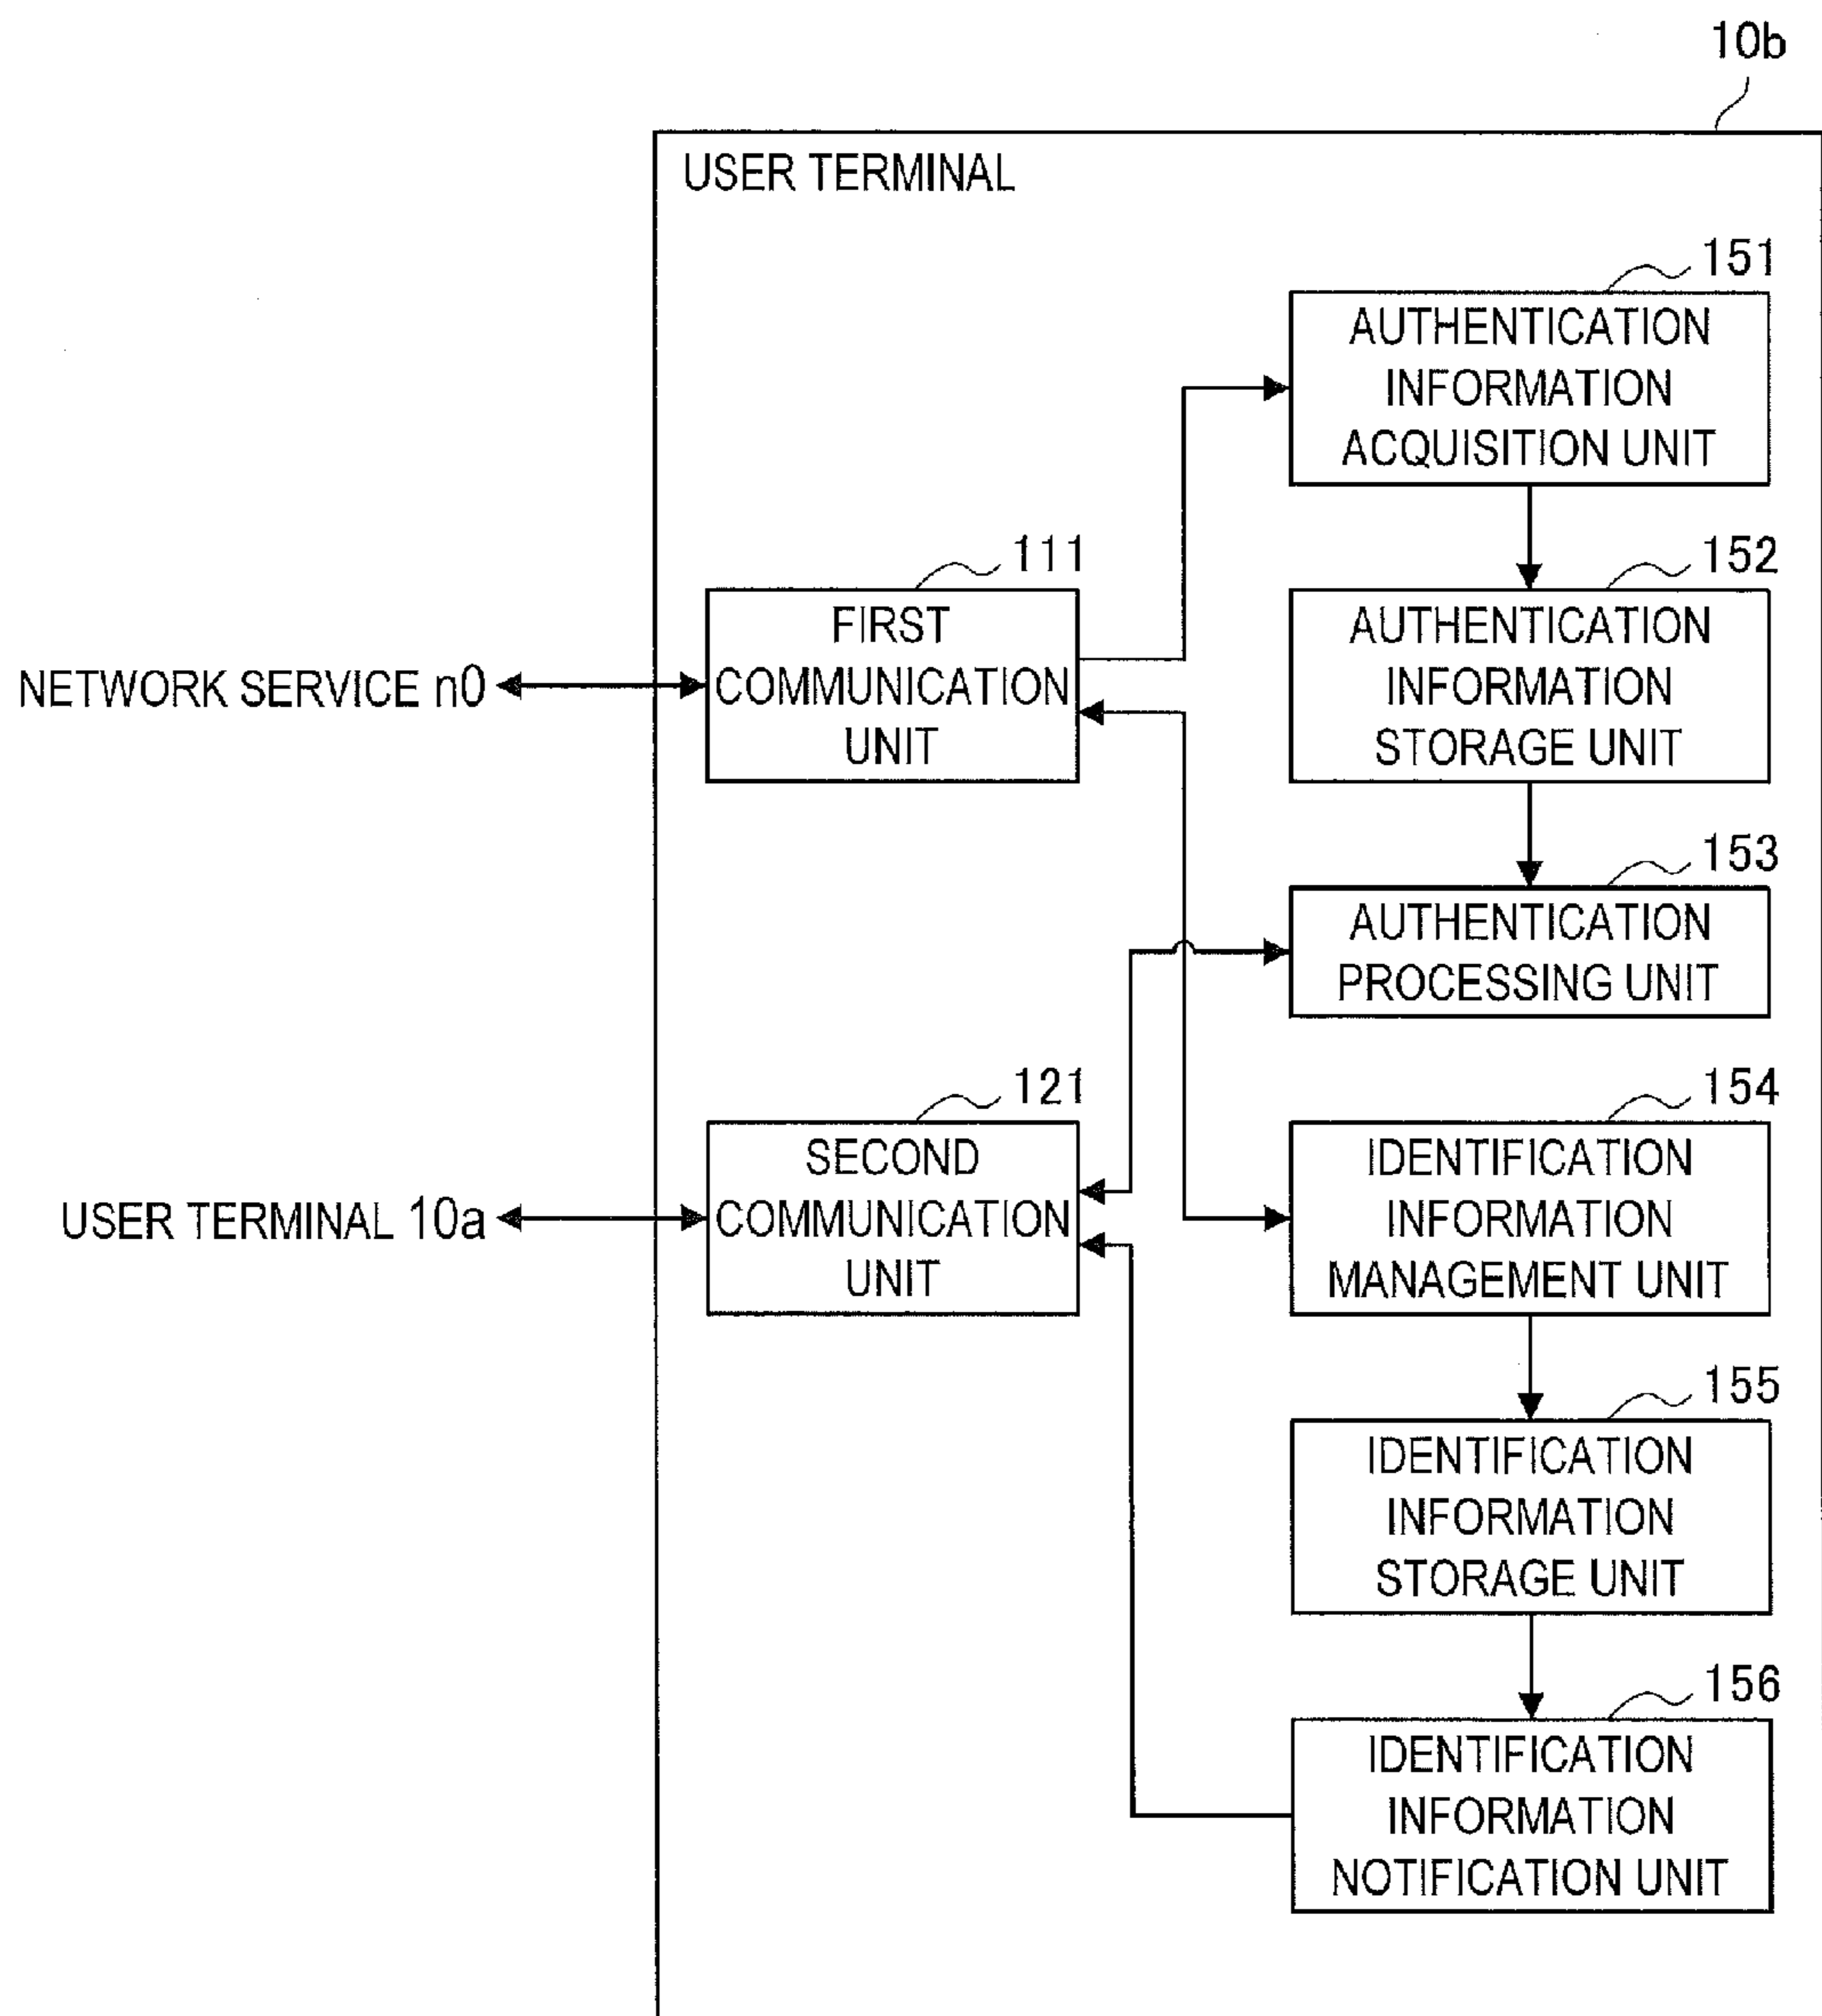 10b
USER TERMINAL
151
AUTHENTICATION
INFORMATION
ACQUISITION UNIT
111
FIRST
COMMUNICATION
UNIT
NETWORK SERVICE n0
152
AUTHENTICATION
INFORMATION
STORAGE UNIT
153
AUTHENTICATION
PROCESSING UNIT
121
SECOND
COMMUNICATION
UNIT
USER TERMINAL 10a
154
IDENTIFICATION
INFORMATION
MANAGEMENT UNIT
155
IDENTIFICATION
INFORMATION
STORAGE UNIT
156
IDENTIFICATION
INFORMATION
NOTIFICATION UNIT